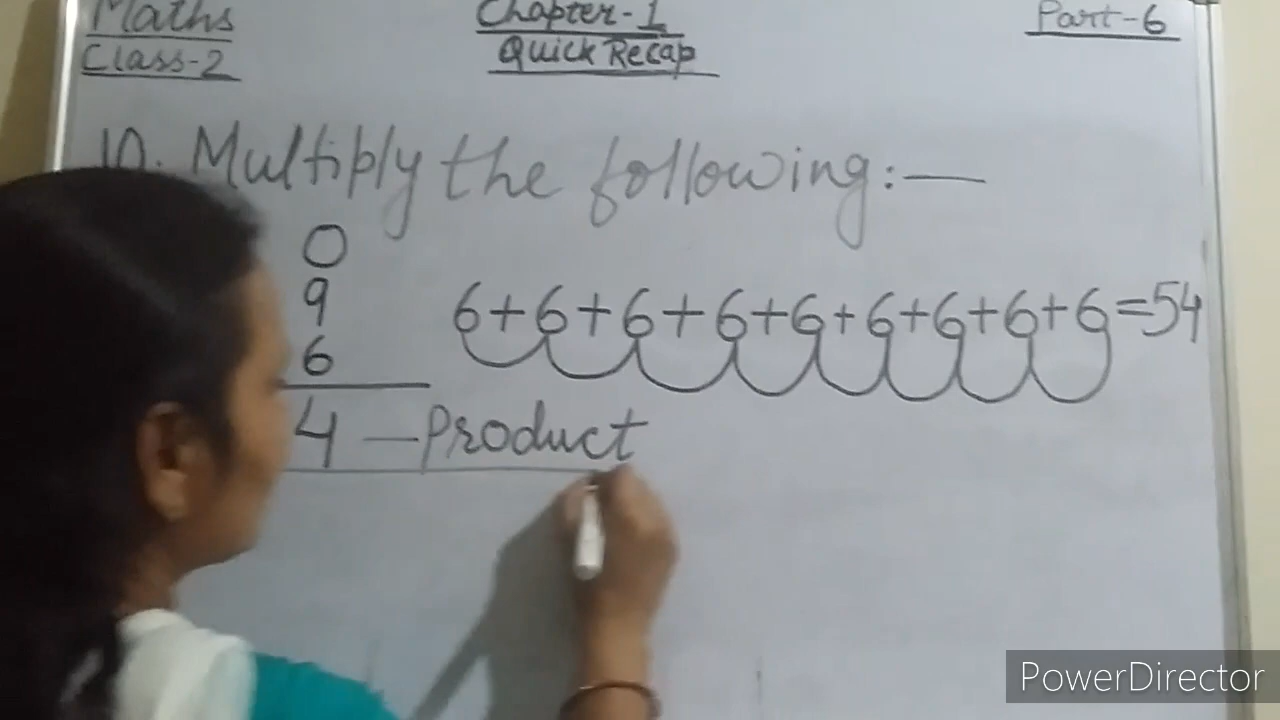 Maths
Chapter-1
Part-6
Class-2
Quick Recap
10. Multiply the following:—
O
9
6
6+6+6+6+6+6+6+6+6=54
4 — Product
PowerDirector